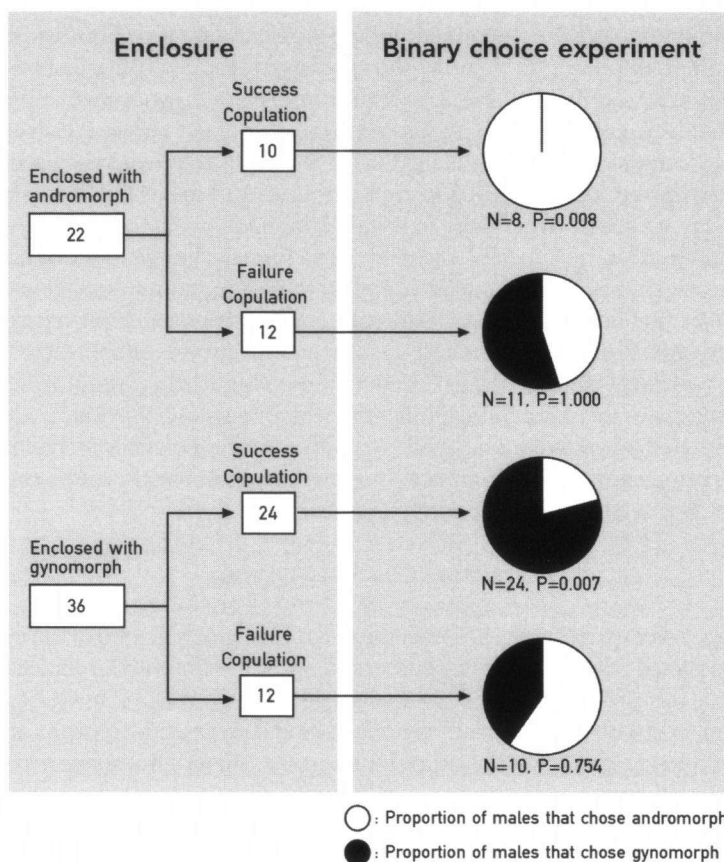 Enclosure
Binary choice experiment
Success
Copulation
10
Enclosed with
andromorph
22
N=8, P=0.008
Failure
Copulation
12
N=11, P=1.000
Success
Copulation
24
Enclosed with
gynomorph
36
N=24, P=0.007
Failure
Copulation
12
N=10, P=0.754
: Proportion of males that chose andromorph
: Proportion of males that chose gynomorph